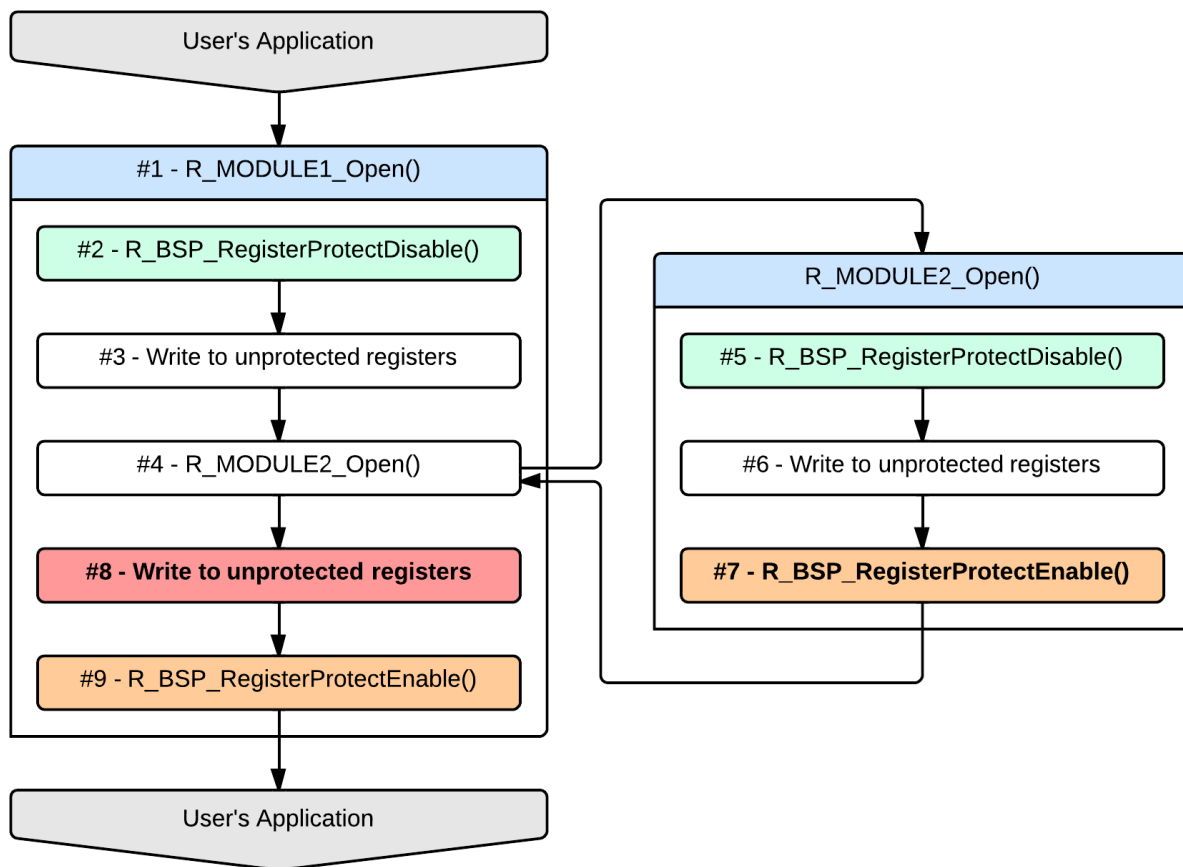 User's Application
#1 - R_MODULE1_Open()
#2 - R_BSP_RegisterProtectDisable()
#3 - Write to unprotected registers
#4 - R_MODULE2_Open()
R_MODULE2_Open()
#5 - R_BSP_RegisterProtectDisable()
#6 - Write to unprotected registers
#7 - R_BSP_RegisterProtectEnable()
#8 - Write to unprotected registers
#9 - R_BSP_RegisterProtectEnable()
User's Application